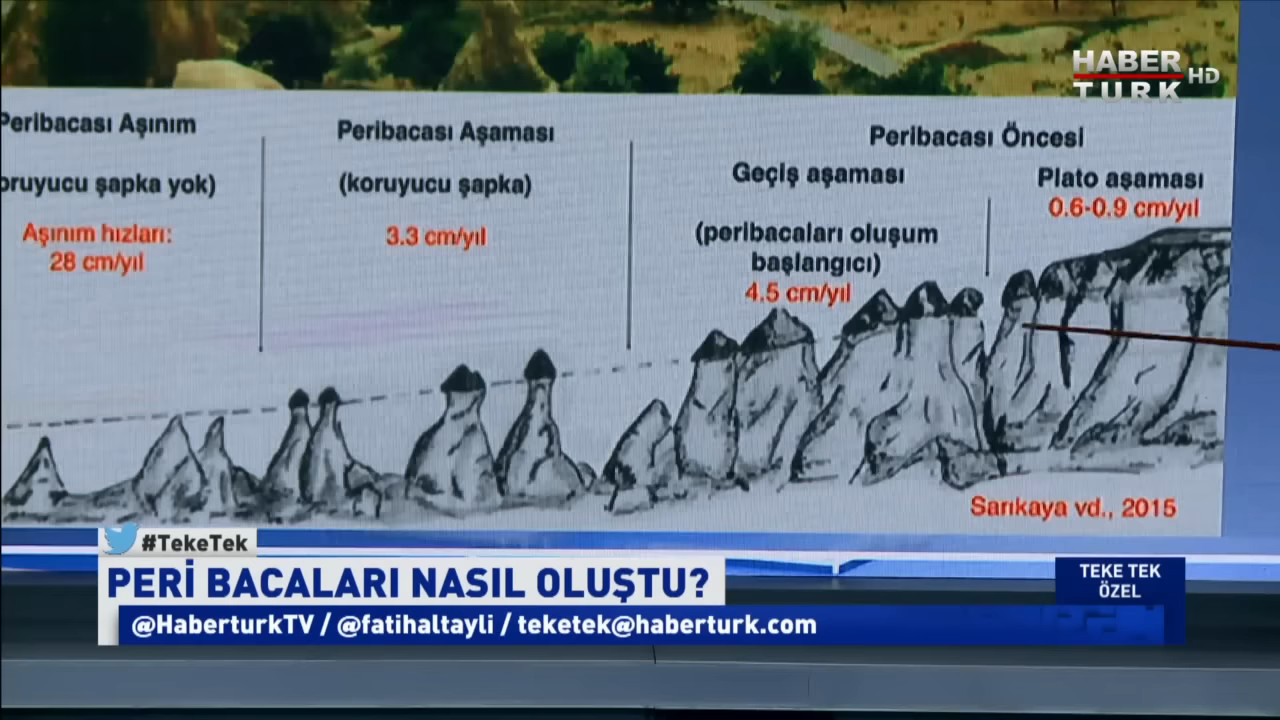 HABER
TURK HD
Peribacası Aşınım
oruyucu şapka yok)
Aşınım hızları:
28 cm/yıl
Peribacası Aşaması
(koruyucu şapka)
3.3 cm/yıl
Peribacası Öncesi
Geçiş aşaması
(peribacaları oluşum
başlangıcı)
4.5 cm/yıl
Plato aşaması
0.6-0.9 cm/yıl
Sarıkaya vd., 2015
#TekeTek
PERİ BACALARI NASIL OLUŞTU?
@HaberturkTV / @fatihaltayli / teketek@haberturk.com
TEKE TEK
ÖZEL